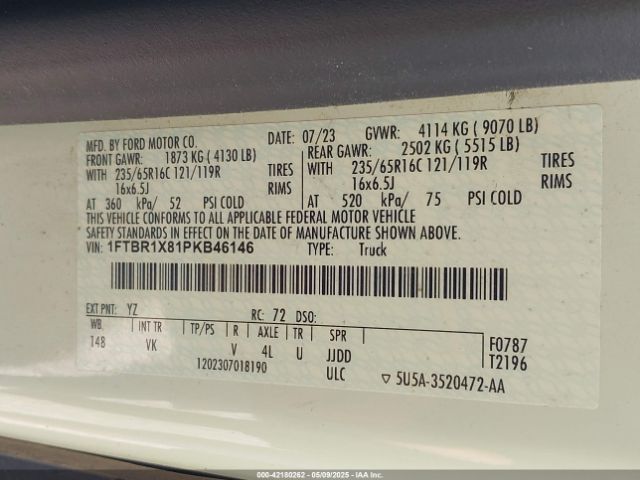 MFD. BY FORD MOTOR CO. DATE: 07/23 GVWR: 4114 KG ( 9070 LB)
FRONT GAWR: 1873 KG ( 4130 LB) REAR GAWR: 2502 KG ( 5515 LB)
WITH 235/65R16C 121/119R TIRES WITH 235/65R16C 121/119R TIRES
16x6.5J RIMS 16x6.5J RIMS
AT 360 kPa/ 52 PSI COLD AT 520 kPa/ 75 PSI COLD
THIS VEHICLE CONFORMS TO ALL APPLICABLE FEDERAL MOTOR VEHICLE
SAFETY STANDARDS IN EFFECT ON THE DATE OF MANUFACTURE SHOWN ABOVE.
VIN: 1FTBR1X81PKB46146 TYPE: Truck
EXT PNT: YZ RC: 72 DSO:
WB INT TR TP/PS R AXLE TR SPR F0787
148 VK V 4L U JJDD T2196
1202307018190 ULC ▽ 5U5A-3520472-AA
000-42180262 - 05/09/2025 - IAA Inc.